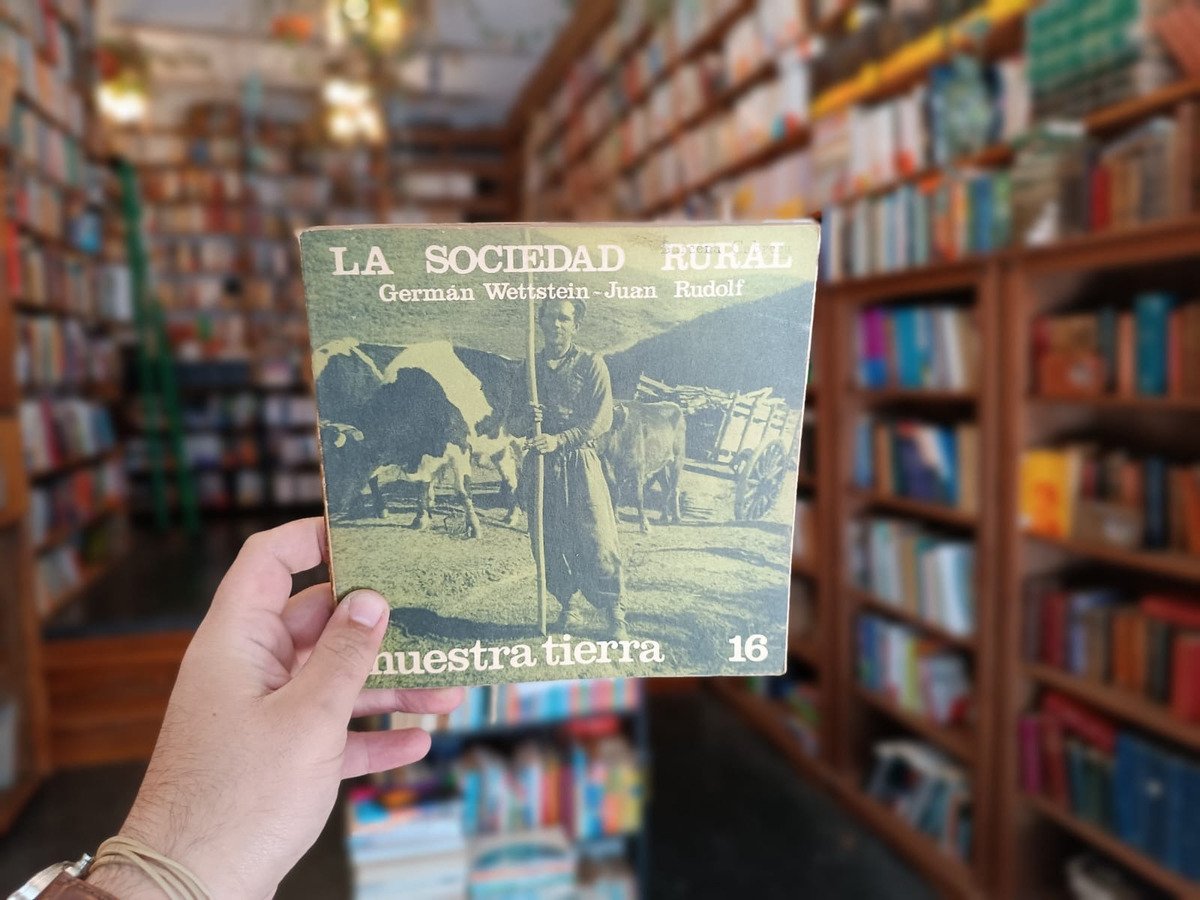 LA SOCIEDAD RURAL
Germán Wettstein-Juan Rudolf
nuestra tierra 16